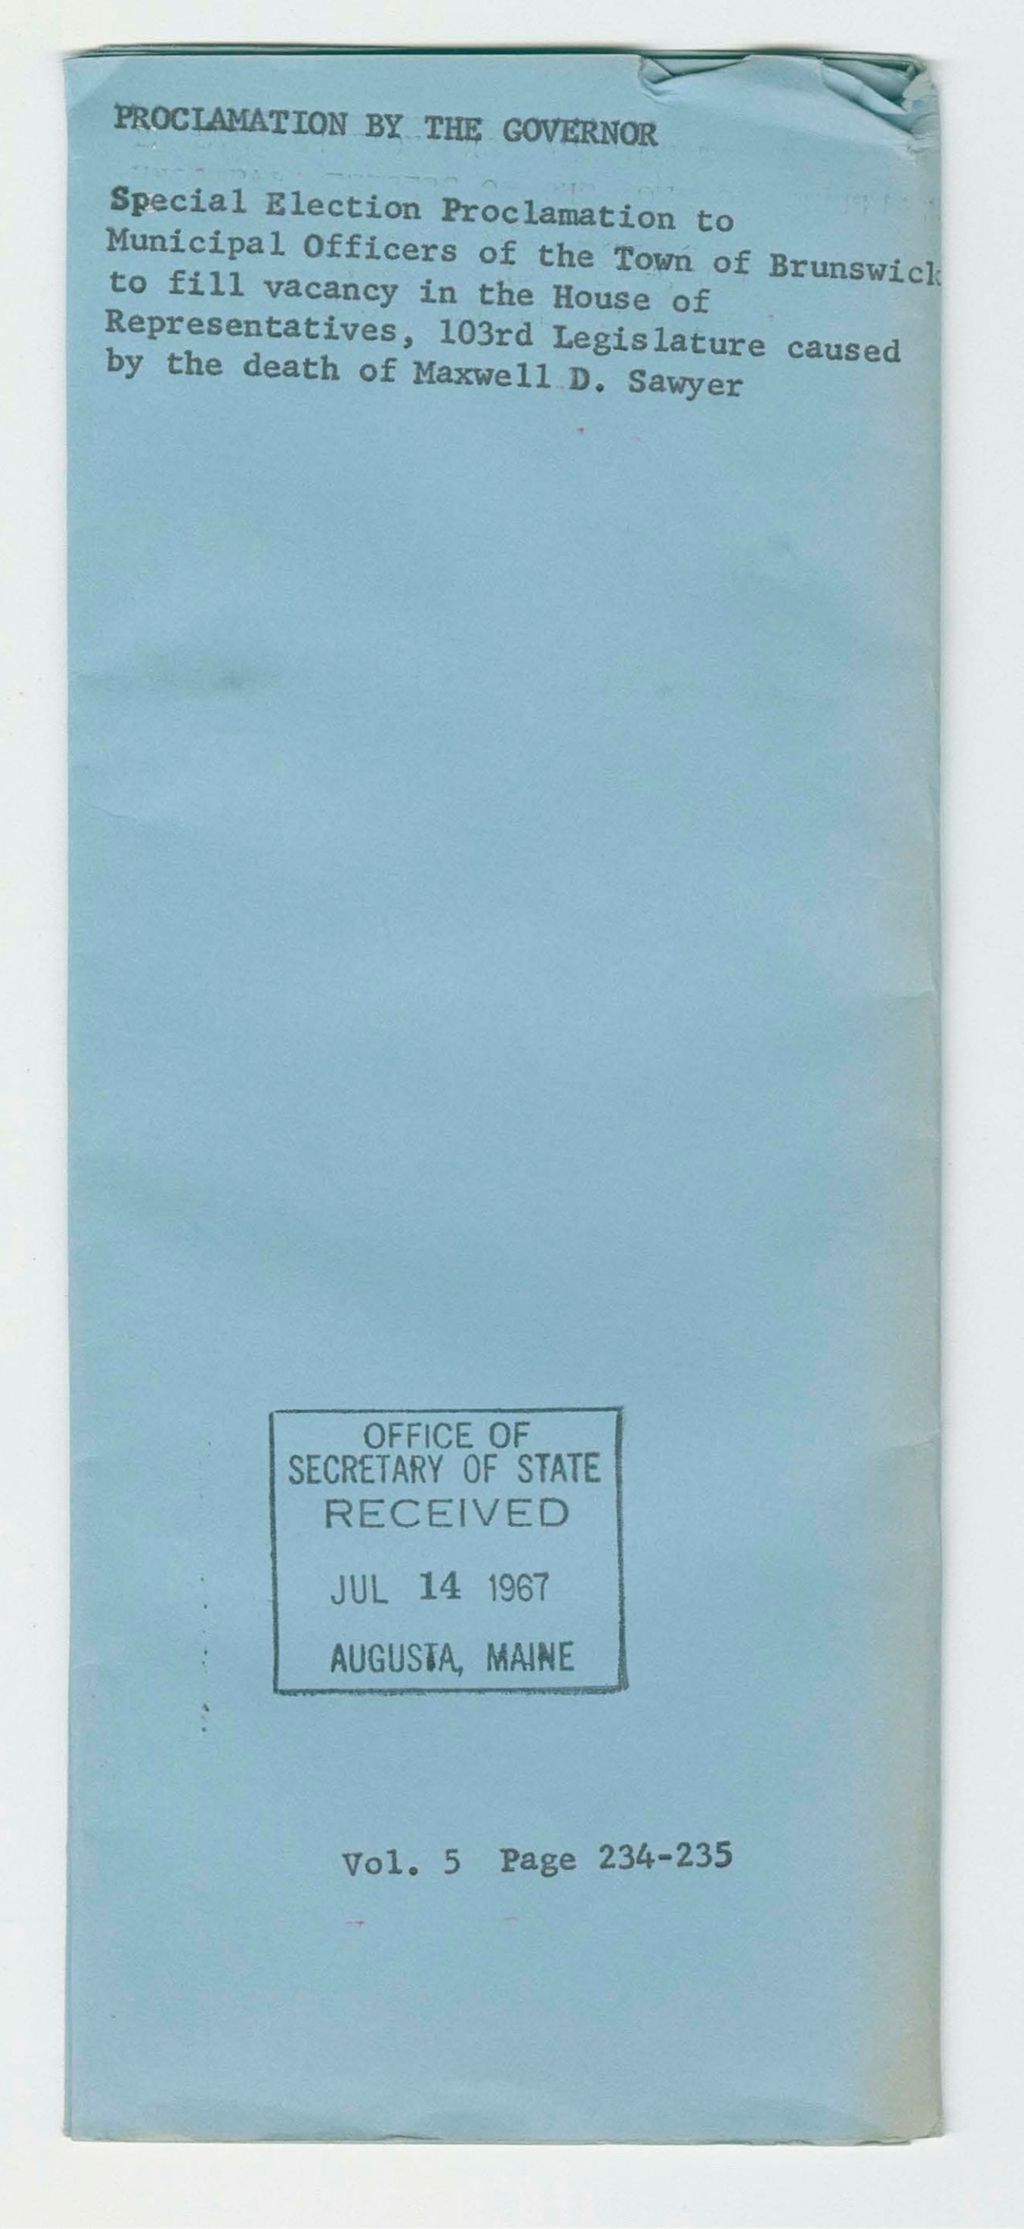 PROCLAMATION BY THE GOVERNOR
Special Election Proclamation to
Municipal Officers of the Town of Brunswick
to fill vacancy in the House of
Representatives, 103rd Legislature caused
by the death of Maxwell D. Sawyer
OFFICE OF
SECRETARY OF STATE
RECEIVED
JUL 14 1967
AUGUSTA, MAINE
Vol. 5 Page 234-235